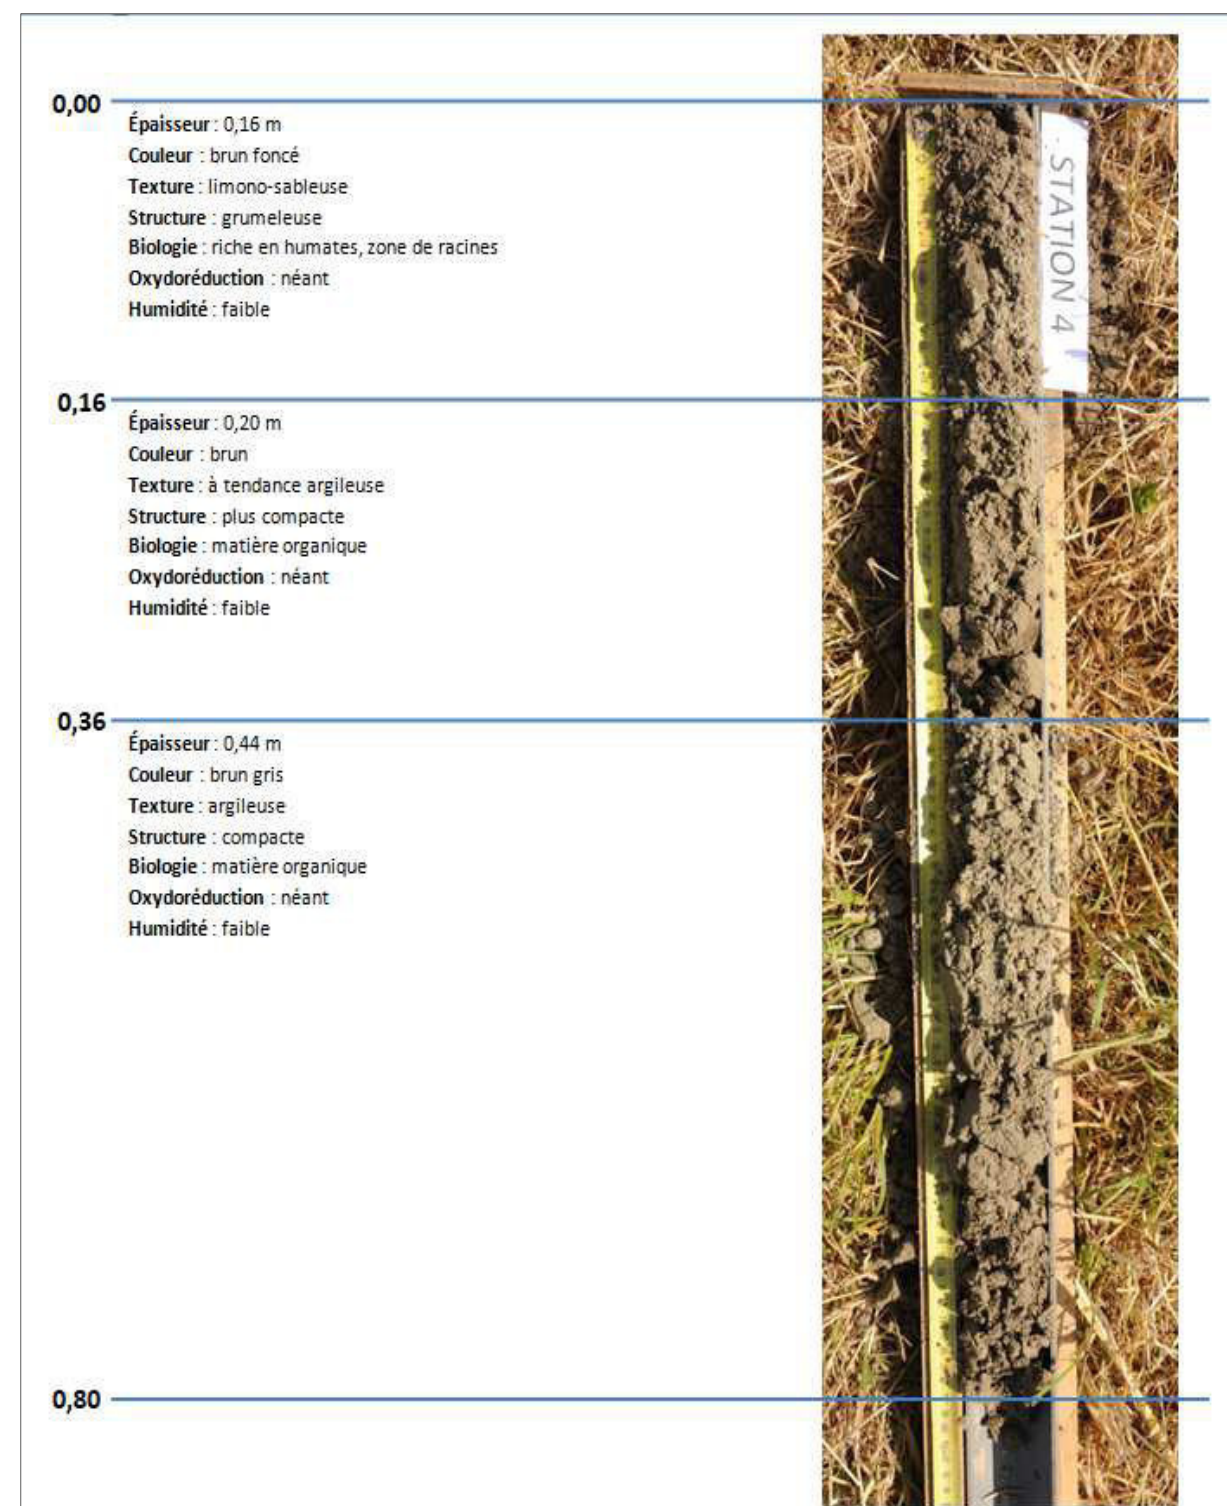 0,00
Épaisseur : 0,16 m
Couleur : brun foncé
Texture : limono-sableuse
Structure : grumeleuse
Biologie : riche en humates, zone de racines
Oxydoréduction : néant
Humidité : faible
STATION 4
0,16
Épaisseur : 0,20 m
Couleur : brun
Texture : à tendance argileuse
Structure : plus compacte
Biologie : matière organique
Oxydoréduction : néant
Humidité : faible
0,36
Épaisseur : 0,44 m
Couleur : brun gris
Texture : argileuse
Structure : compacte
Biologie : matière organique
Oxydoréduction : néant
Humidité : faible
0,80